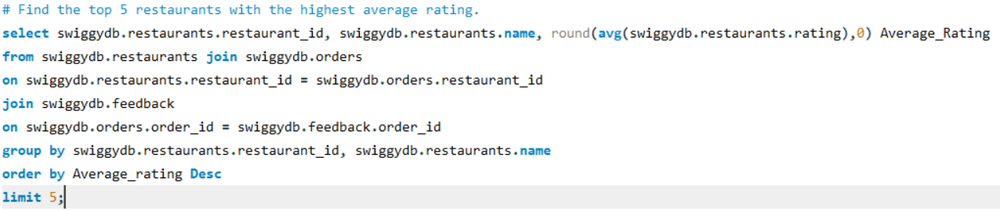 # Find the top 5 restaurants with the highest average rating.
select swiggydb.restaurants.restaurant_id, swiggydb.restaurants.name, round(avg(swiggydb.restaurants.rating),0) Average_Rating
from swiggydb.restaurants join swiggydb.orders
on swiggydb.restaurants.restaurant_id = swiggydb.orders.restaurant_id
join swiggydb.feedback
on swiggydb.orders.order_id = swiggydb.feedback.order_id
group by swiggydb.restaurants.restaurant_id, swiggydb.restaurants.name
order by Average_rating Desc
limit 5;